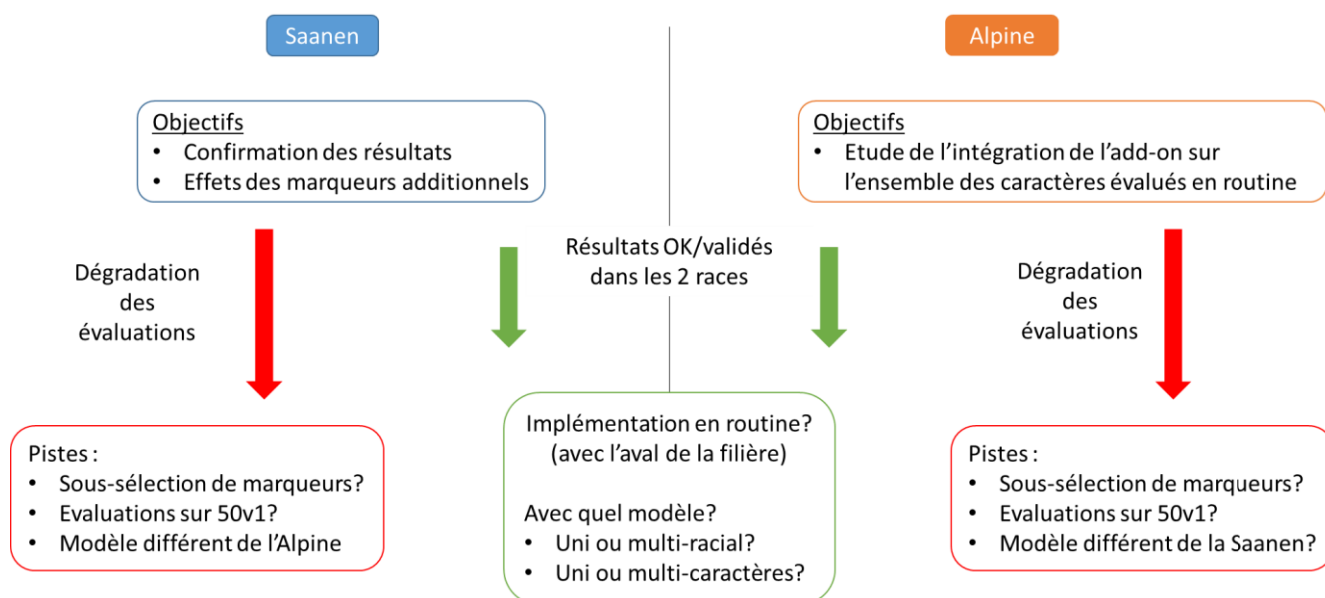 Saanen
Alpine
Objectifs
• Confirmation des résultats
• Effets des marqueurs additionnels
Objectifs
• Etude de l'intégration de l'add-on sur
l'ensemble des caractères évalués en routine
Dégradation
des
évaluations
Résultats OK/validés
dans les 2 races
Dégradation
des
évaluations
Pistes :
• Sous-sélection de marqueurs?
• Evaluations sur 50v1?
• Modèle différent de l'Alpine
Implémentation en routine?
(avec l'aval de la filière)
Avec quel modèle?
• Uni ou multi-racial?
• Uni ou multi-caractères?
Pistes :
• Sous-sélection de marqueurs?
• Evaluations sur 50v1?
• Modèle différent de la Saanen?